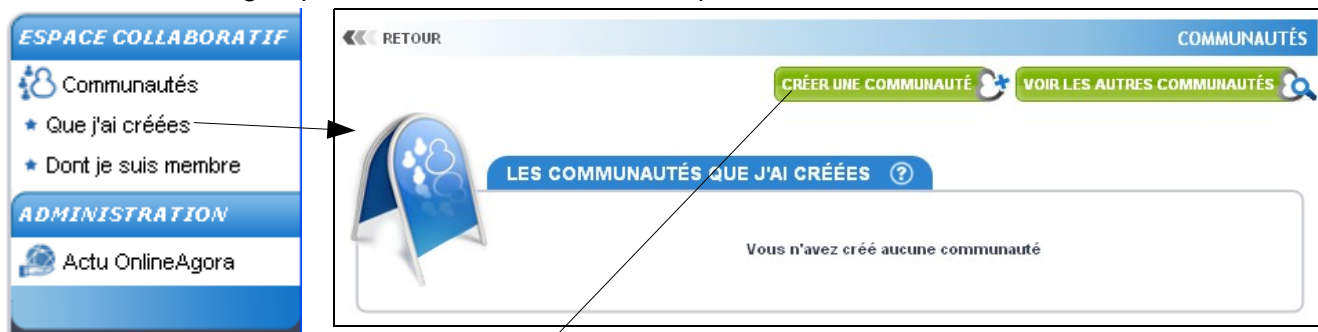 ESPACE COLLABORATIF
Communautés
Que j'ai créées
Dont je suis membre
ADMINISTRATION
Actu OnlineAgora
RETOUR
COMMUNAUTÉS
CRÉER UNE COMMUNAUTÉ
VOIR LES AUTRES COMMUNAUTÉS
LES COMMUNAUTÉS QUE J'AI CRÉÉES ?
Vous n'avez créé aucune communauté